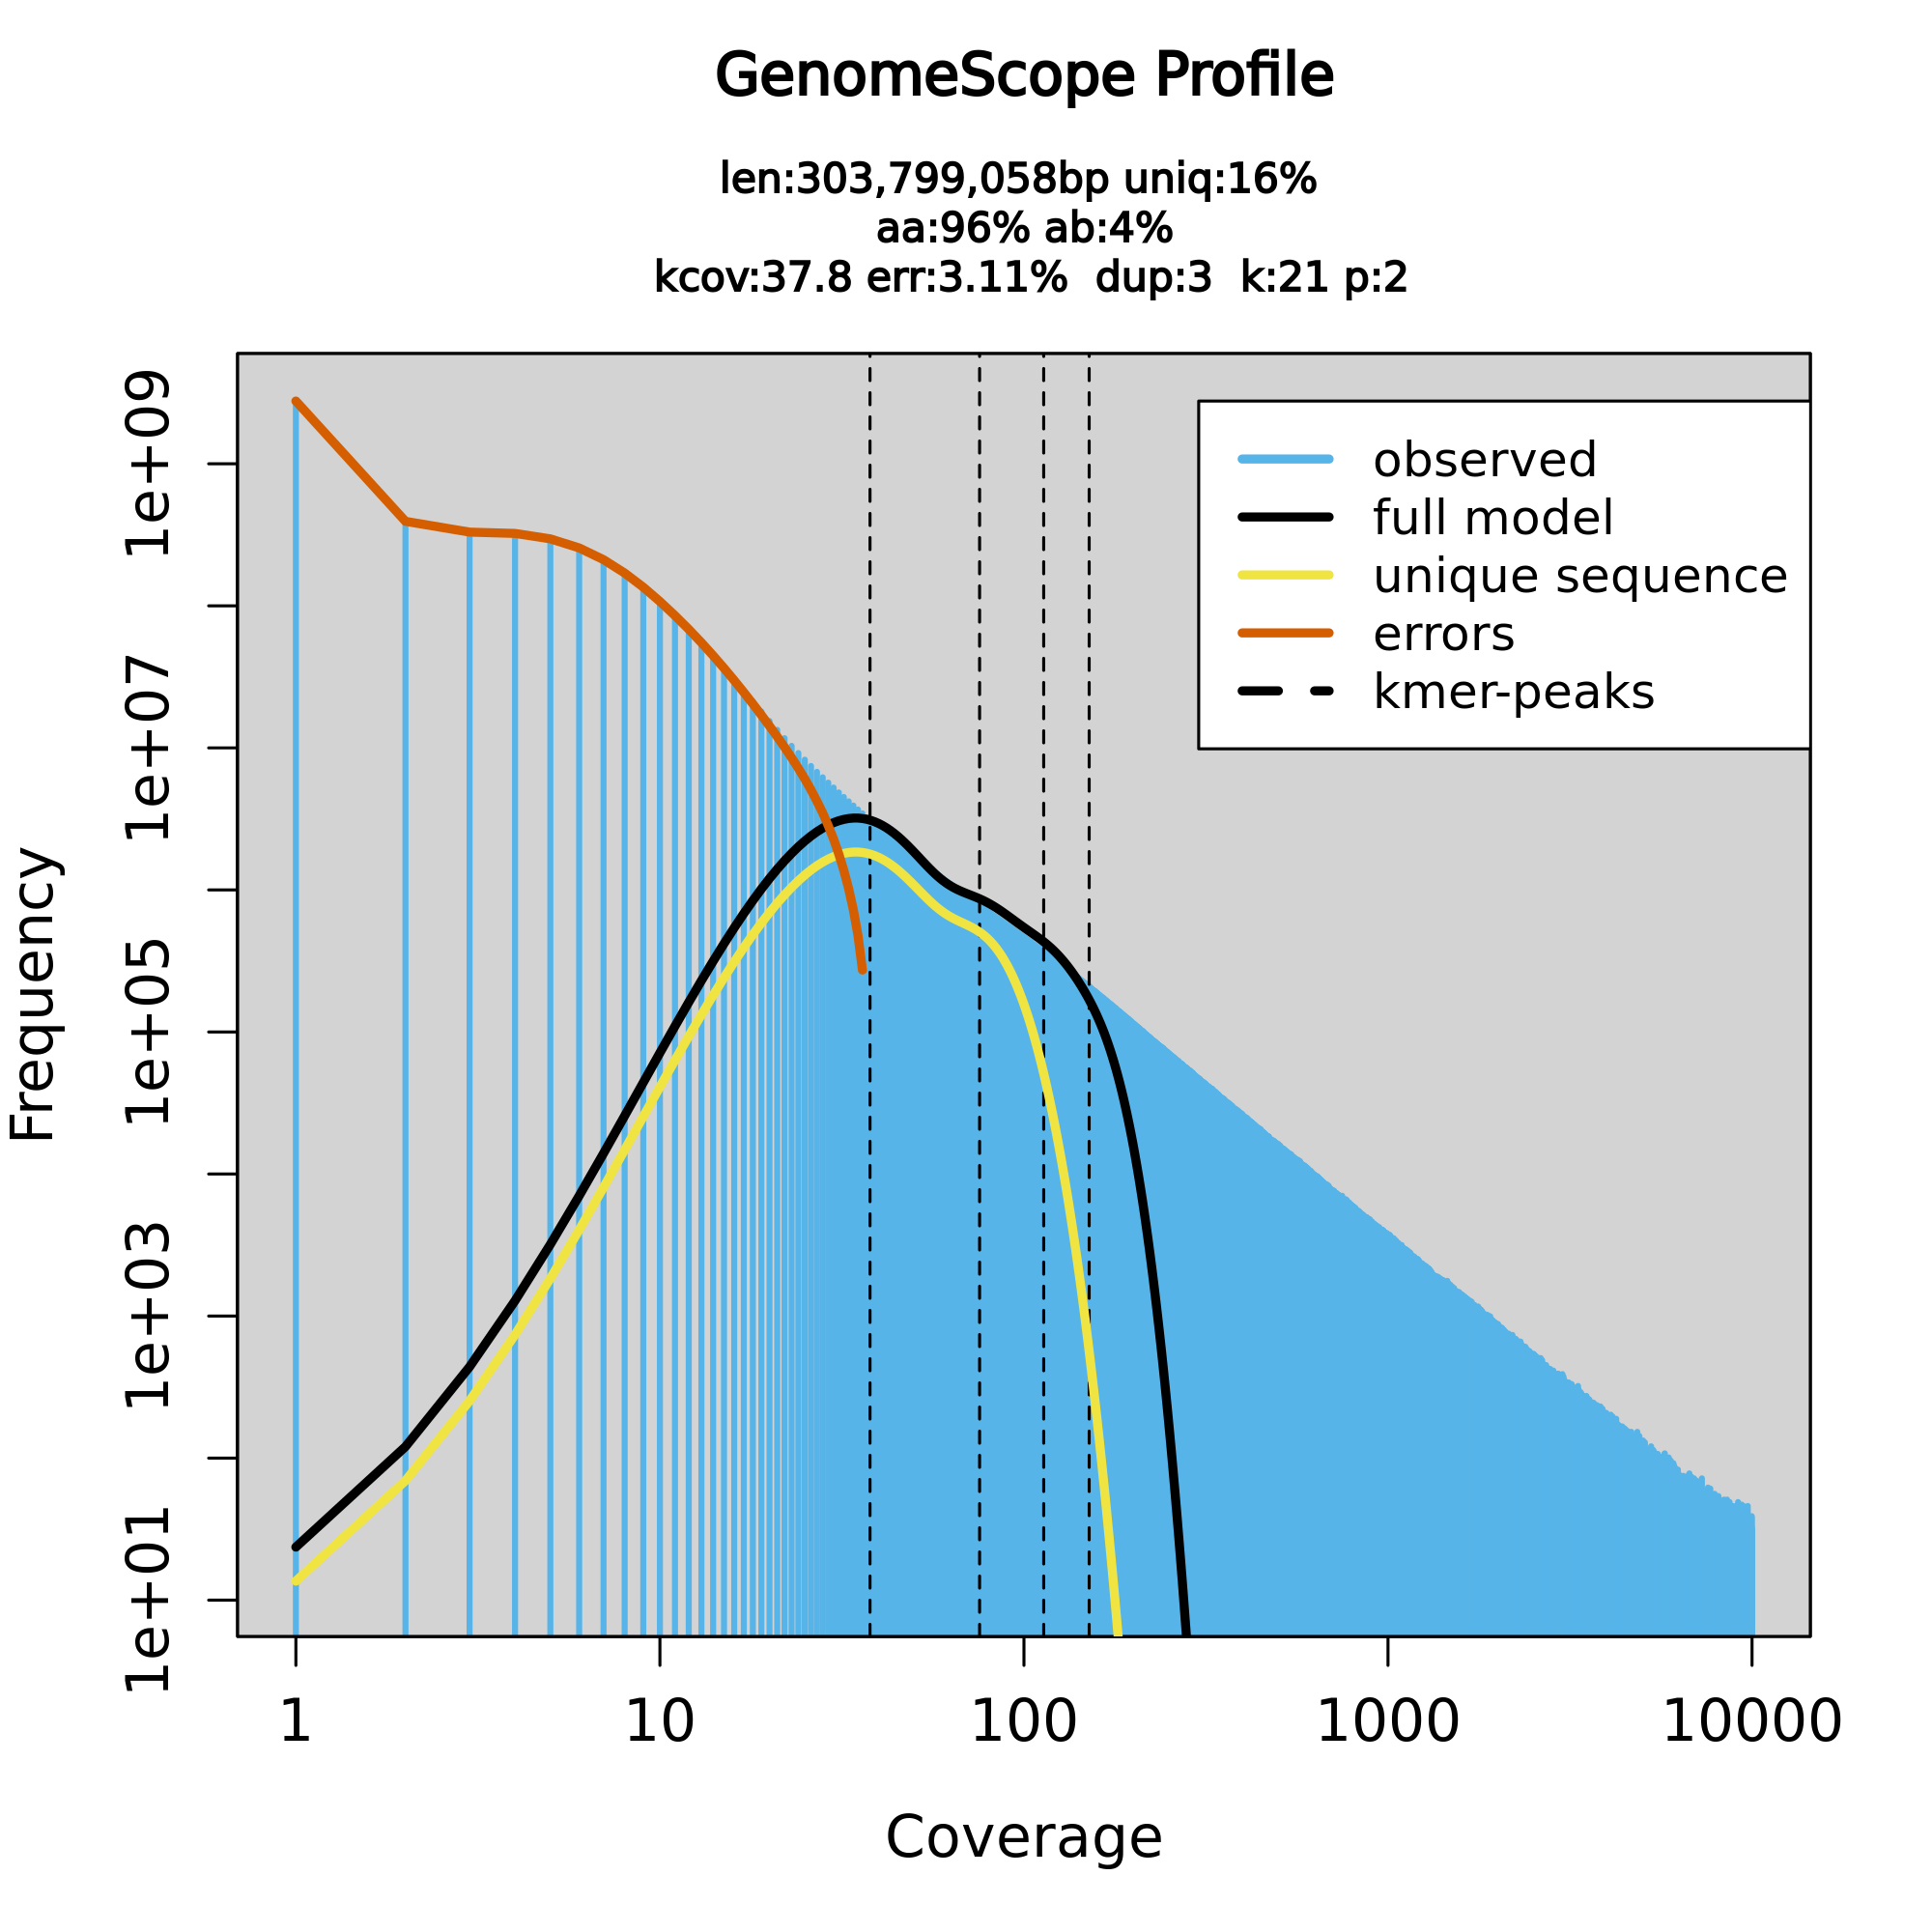 GenomeScope Profile
len:303,799,058bp uniq:16%
aa:96% ab:4%
kcov:37.8 err:3.11%  dup:3  k:21 p:2
observed
full model
unique sequence
errors
kmer-peaks
Frequency
1e+09
1e+07
1e+05
1e+03
1e+01
1 10 100 1000 10000
Coverage